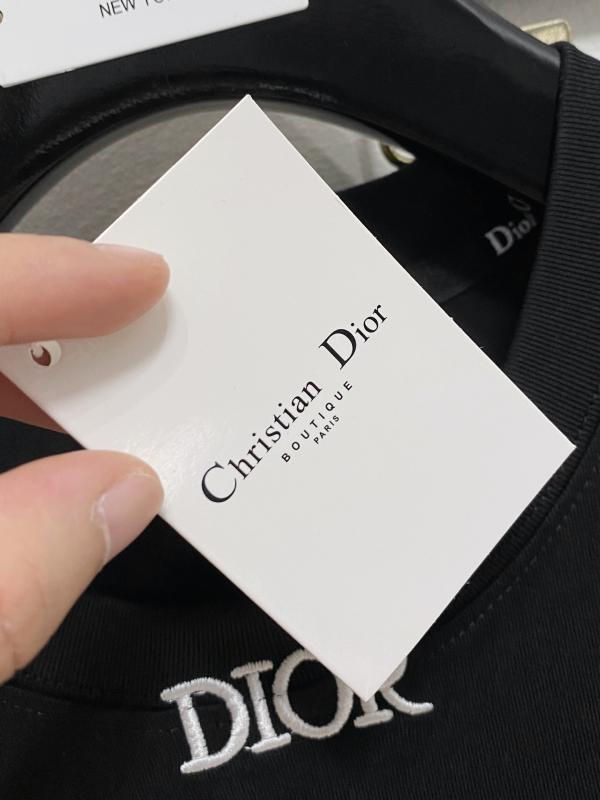 NEW YO
Dior
Christian Dior
BOUTIQUE
PARIS
DIOR